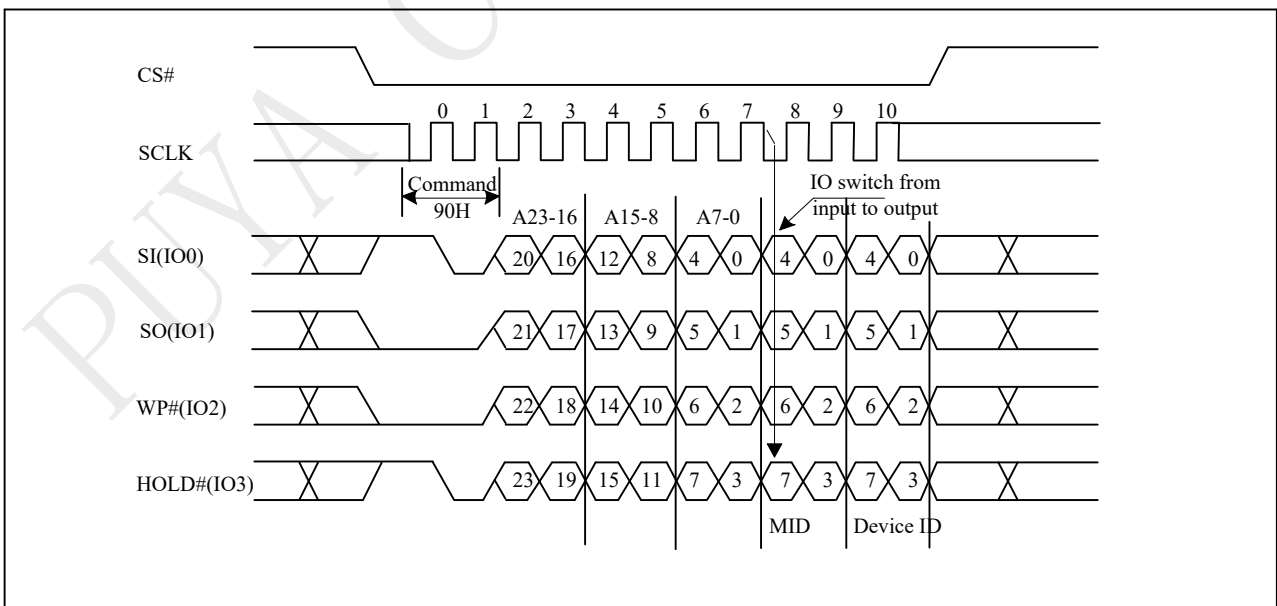 PUYA C
CS#
0 1 2 3 4 5 6 7 8 9 10
SCLK
Command
90H
IO switch from
input to output
A23-16 A15-8 A7-0
SI(IO0) 20 16 12 8 4 0 4 0 4 0
SO(IO1) 21 17 13 9 5 1 5 1 5 1
WP#(IO2) 22 18 14 10 6 2 6 2 6 2
HOLD#(IO3) 23 19 15 11 7 3 7 3 7 3
MID Device ID